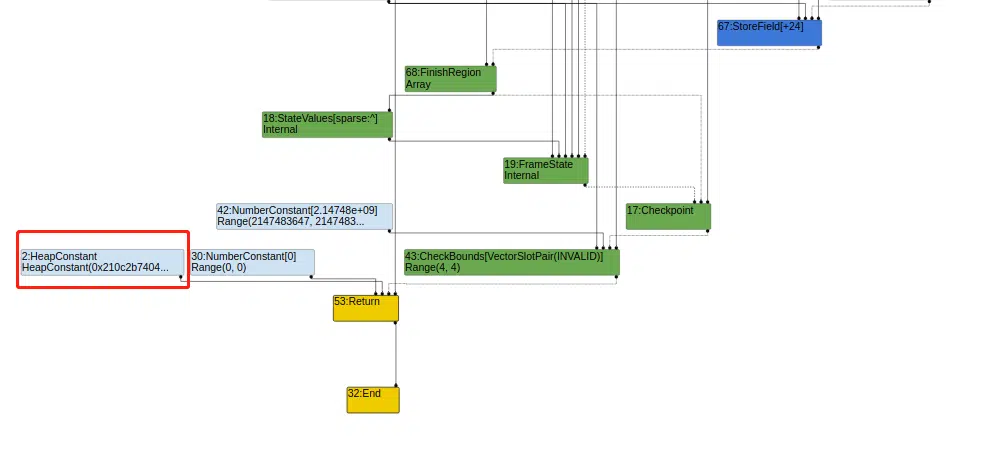 67:StoreField[+24]
68:FinishRegion
Array
18:StateValues[sparse:^]
Internal
19:FrameState
Internal
42:NumberConstant[2.14748e+09]
Range(2147483647, 2147483...
17:Checkpoint
2:HeapConstant
HeapConstant(0x210c2b7404...
30:NumberConstant[0]
Range(0, 0)
43:CheckBounds[VectorSlotPair(INVALID)]
Range(4, 4)
53:Return
32:End